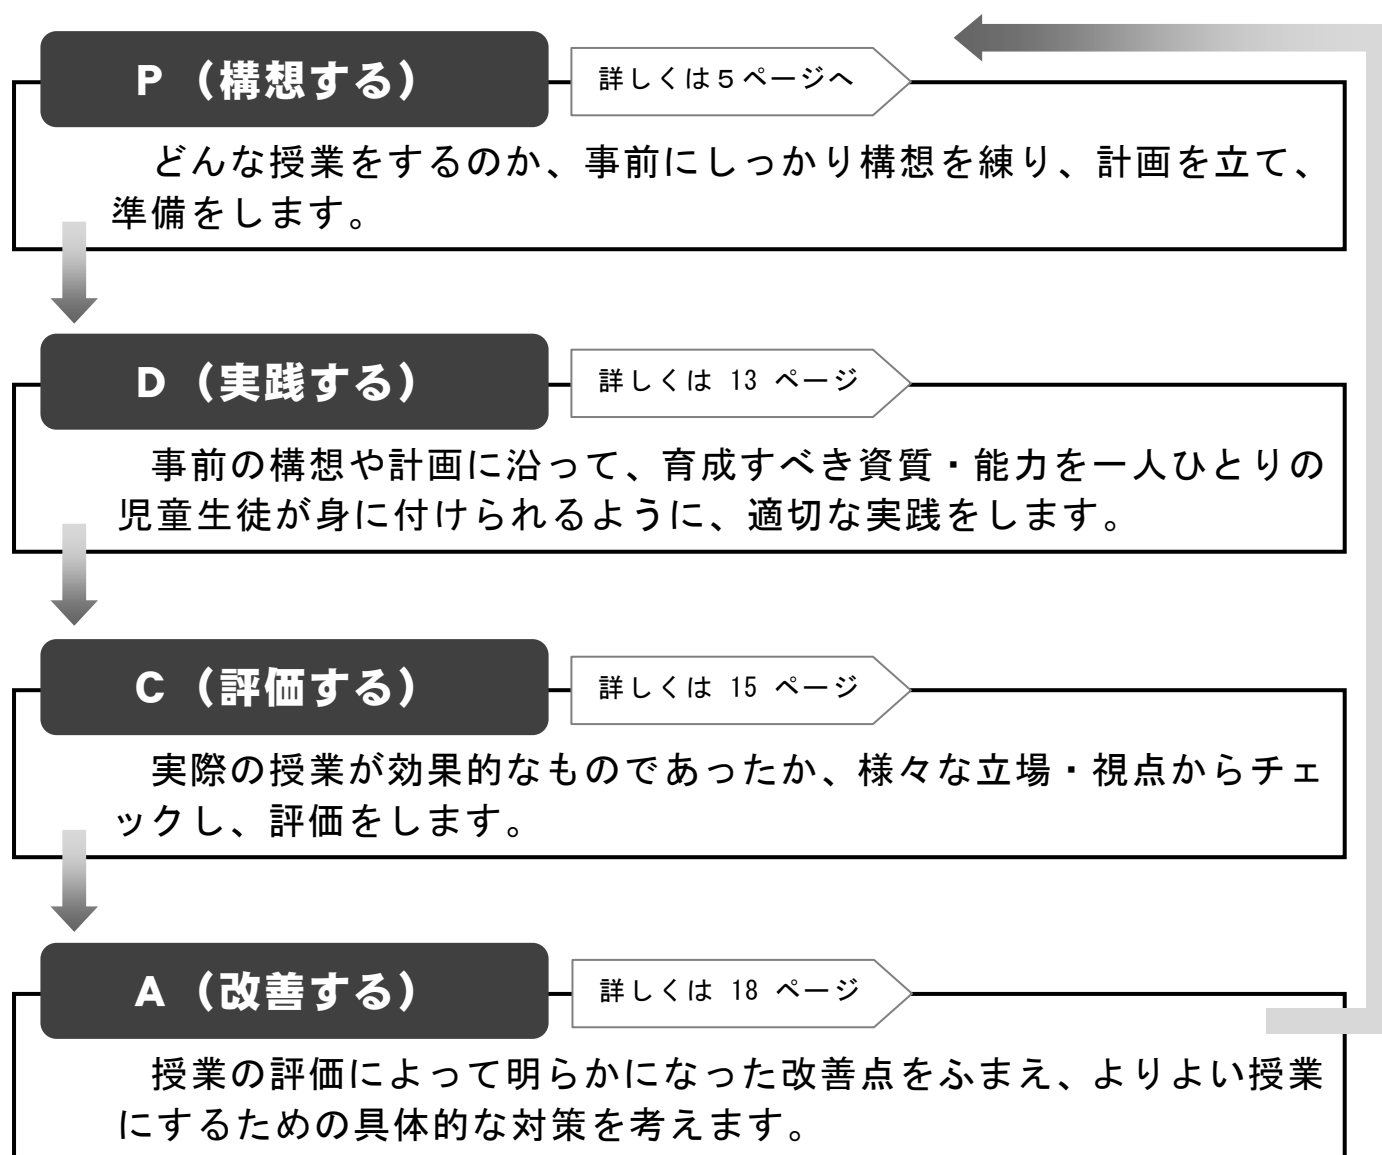 P（構想する）
詳しくは５ページへ
どんな授業をするのか、事前にしっかり構想を練り、計画を立て、
準備をします。
D（実践する）
詳しくは 13 ページ
事前の構想や計画に沿って、育成すべき資質・能力を一人ひとりの
児童生徒が身に付けられるように、適切な実践をします。
C（評価する）
詳しくは 15 ページ
実際の授業が効果的なものであったか、様々な立場・視点からチェ
ックし、評価をします。
A（改善する）
詳しくは 18 ページ
授業の評価によって明らかになった改善点をふまえ、よりよい授業
にするための具体的な対策を考えます。